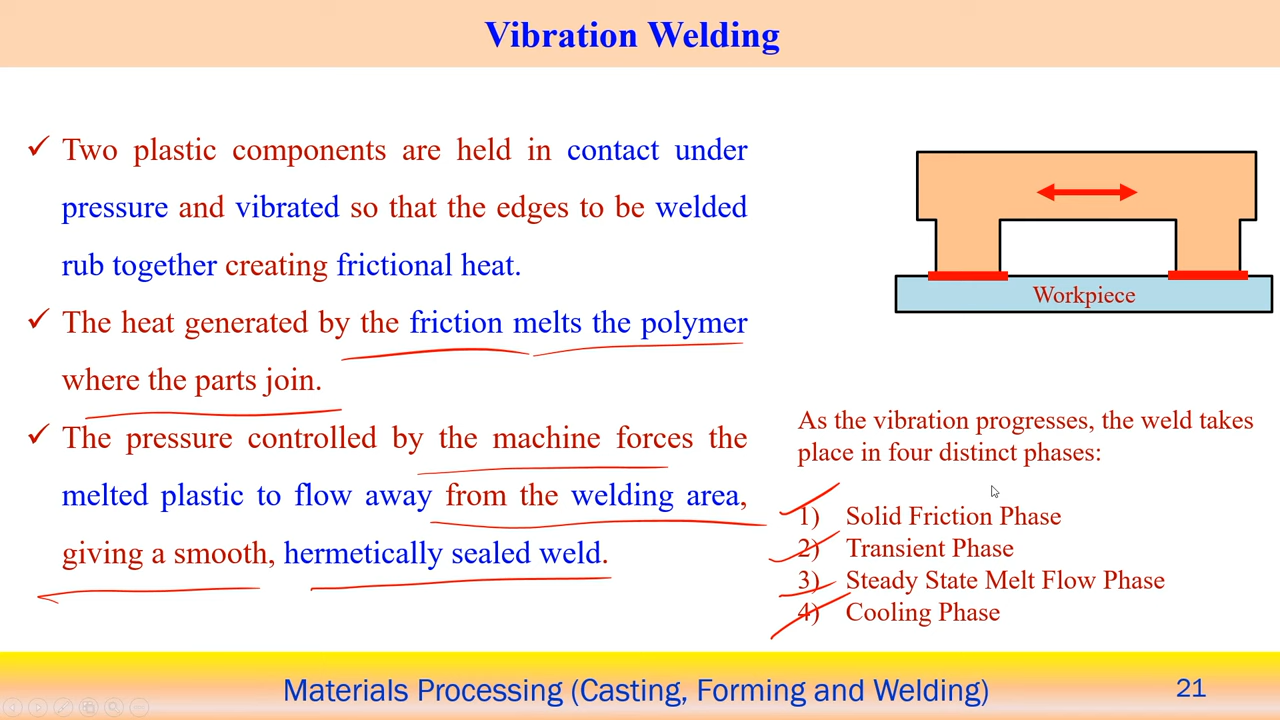 Vibration Welding
✓ Two plastic components are held in contact under
pressure and vibrated so that the edges to be welded
rub together creating frictional heat.
✓ The heat generated by the friction melts the polymer
where the parts join.
✓ The pressure controlled by the machine forces the
melted plastic to flow away from the welding area,
giving a smooth, hermetically sealed weld.
Workpiece
As the vibration progresses, the weld takes
place in four distinct phases:
1) Solid Friction Phase
2) Transient Phase
3) Steady State Melt Flow Phase
4) Cooling Phase
Materials Processing (Casting, Forming and Welding)
21